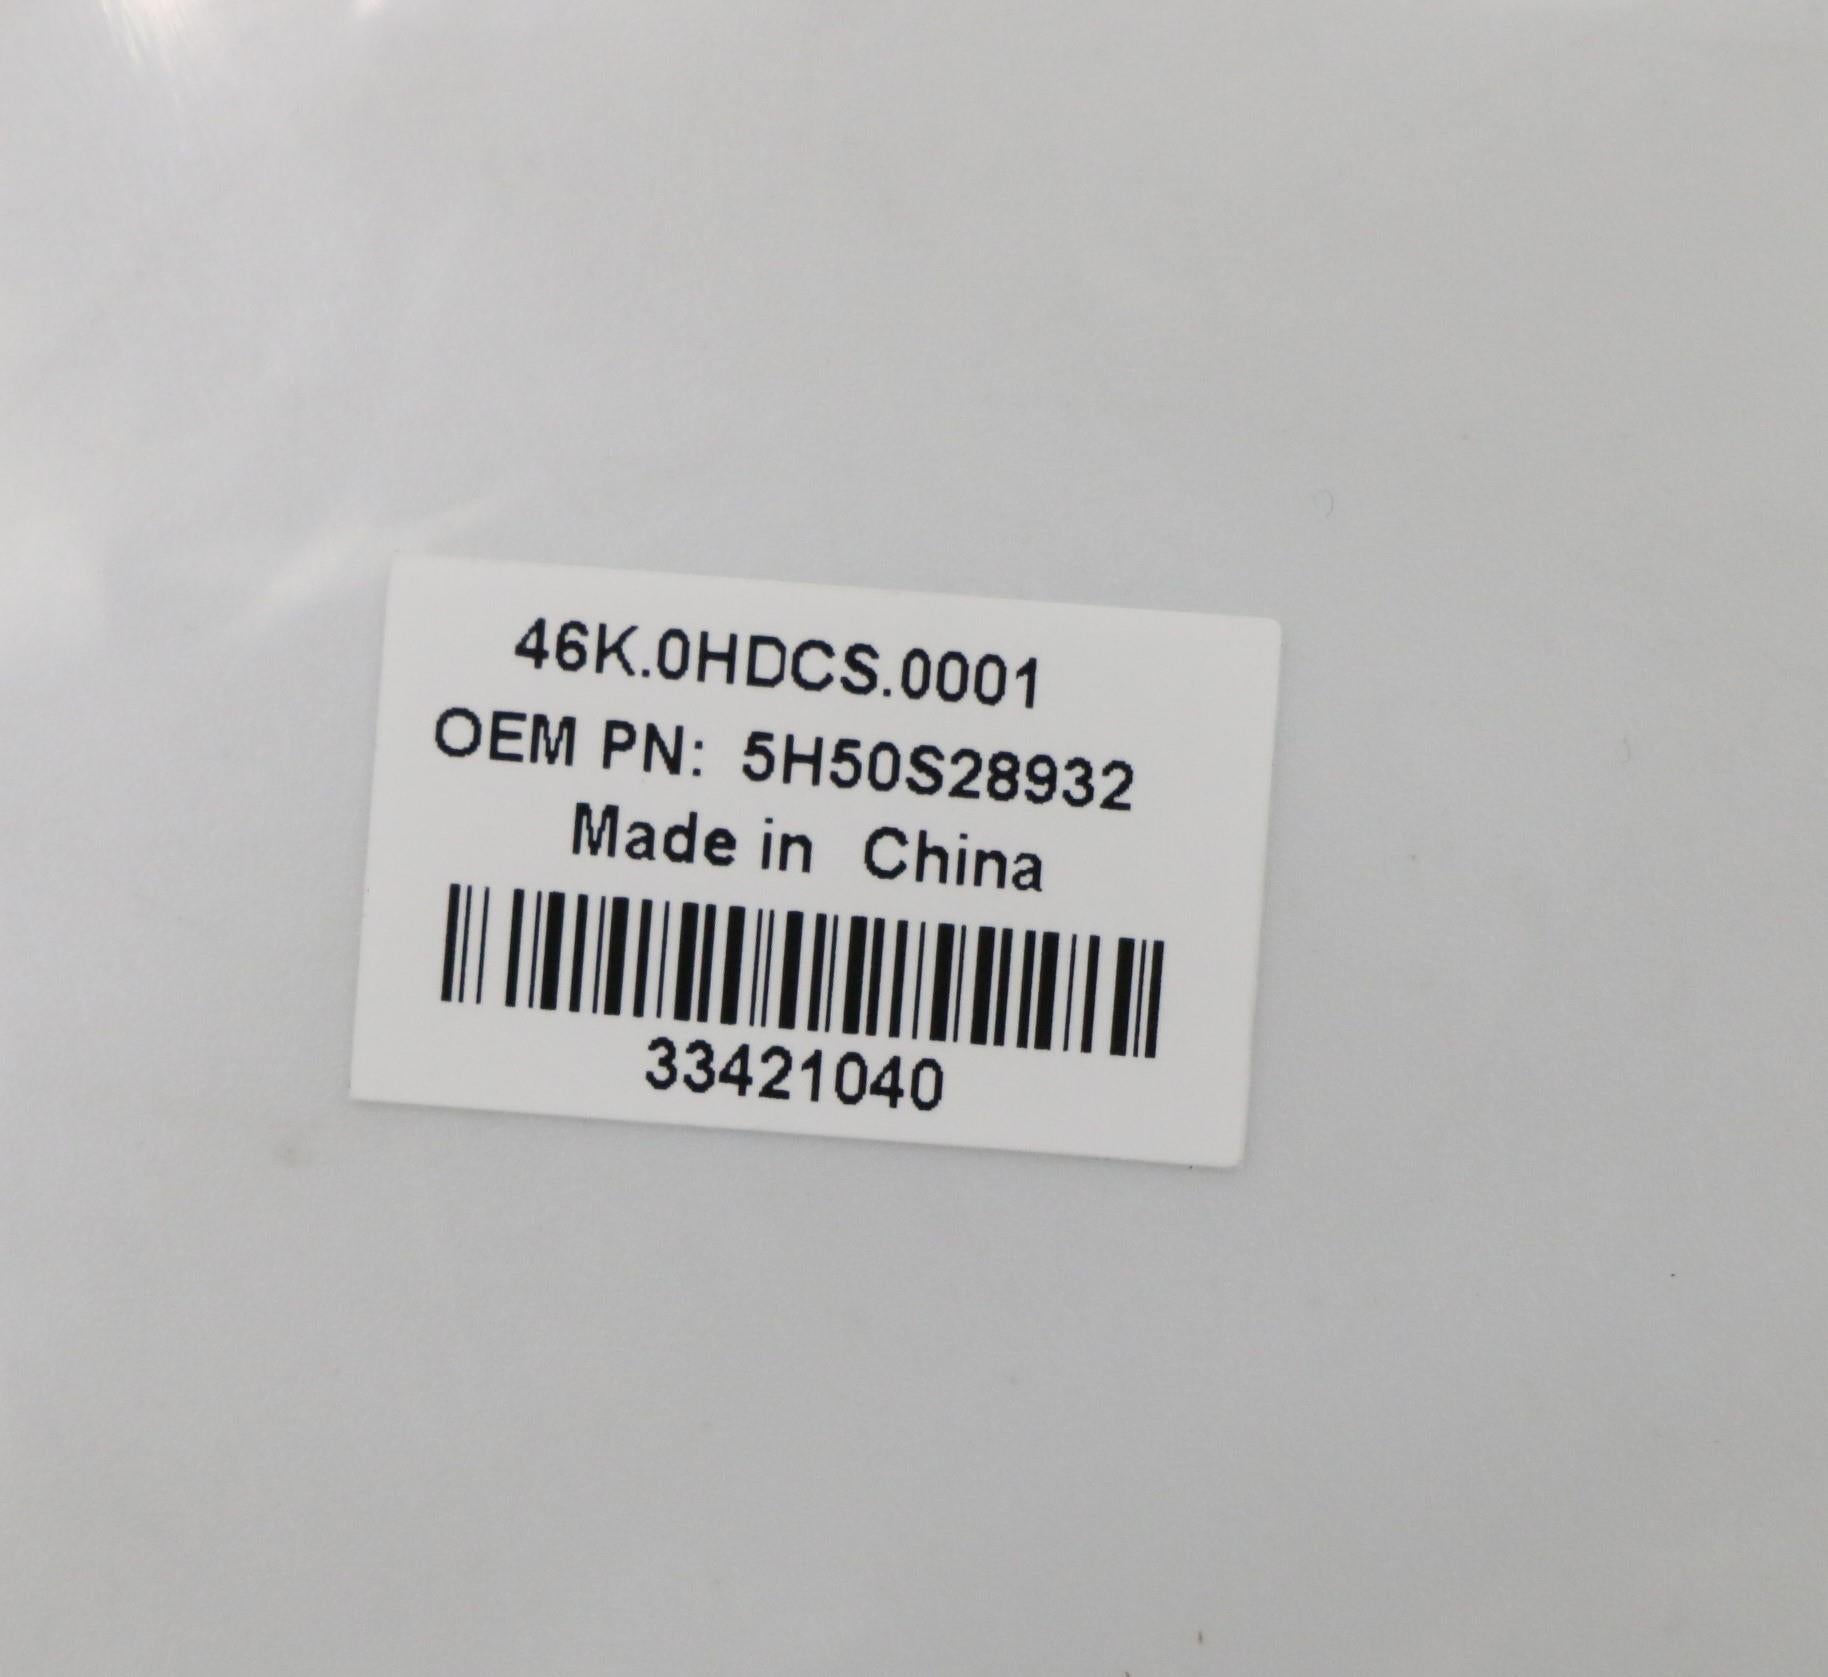 46K.0HDCS.0001
OEM PN: 5H50S28932
Made in China
33421040